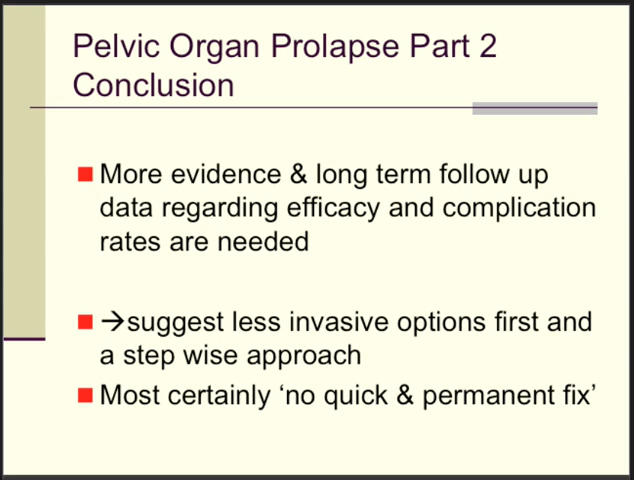 Pelvic Organ Prolapse Part 2
Conclusion
More evidence & long term follow up
data regarding efficacy and complication
rates are needed
→suggest less invasive options first and
a step wise approach
Most certainly ‘no quick & permanent fix’